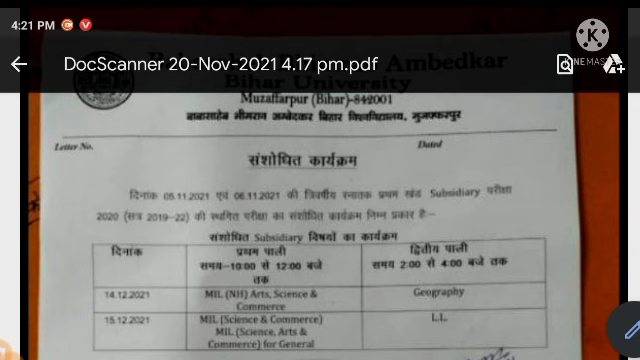 4:21 PM
K
KINEMAS
DocScanner 20-Nov-2021 4.17 pm.pdf
Ambedkar
Bihar University
Muzaffarpur (Bihar)-842001
बाबासाहेब भीमराव अम्बेदकर बिहार विश्वविद्यालय, मुजफ्फरपुर
Letter No.
Dated
संशोधित कार्यक्रम
दिनांक 05.11.2021 एवं 06.11.2021 की त्रिवर्षीय स्नातक प्रथम खंड Subsidiary परीक्षा
2020 (सत्र 2019-22) की स्थगित परीक्षा का संशोधित कार्यक्रम निम्न प्रकार है:-
संशोधित Subsidiary विषयों का कार्यक्रम
दिनांक
प्रथम पाली
समय-10:00 से 12:00 बजे
तक
द्वितीय पाली
समय 2:00 से 4:00 बजे तक
14.12.2021
MIL (NH) Arts, Science &
Commerce
Geography
15.12.2021
MIL (Science & Commerce)
MIL (Science, Arts &
Commerce) for General
L.L.